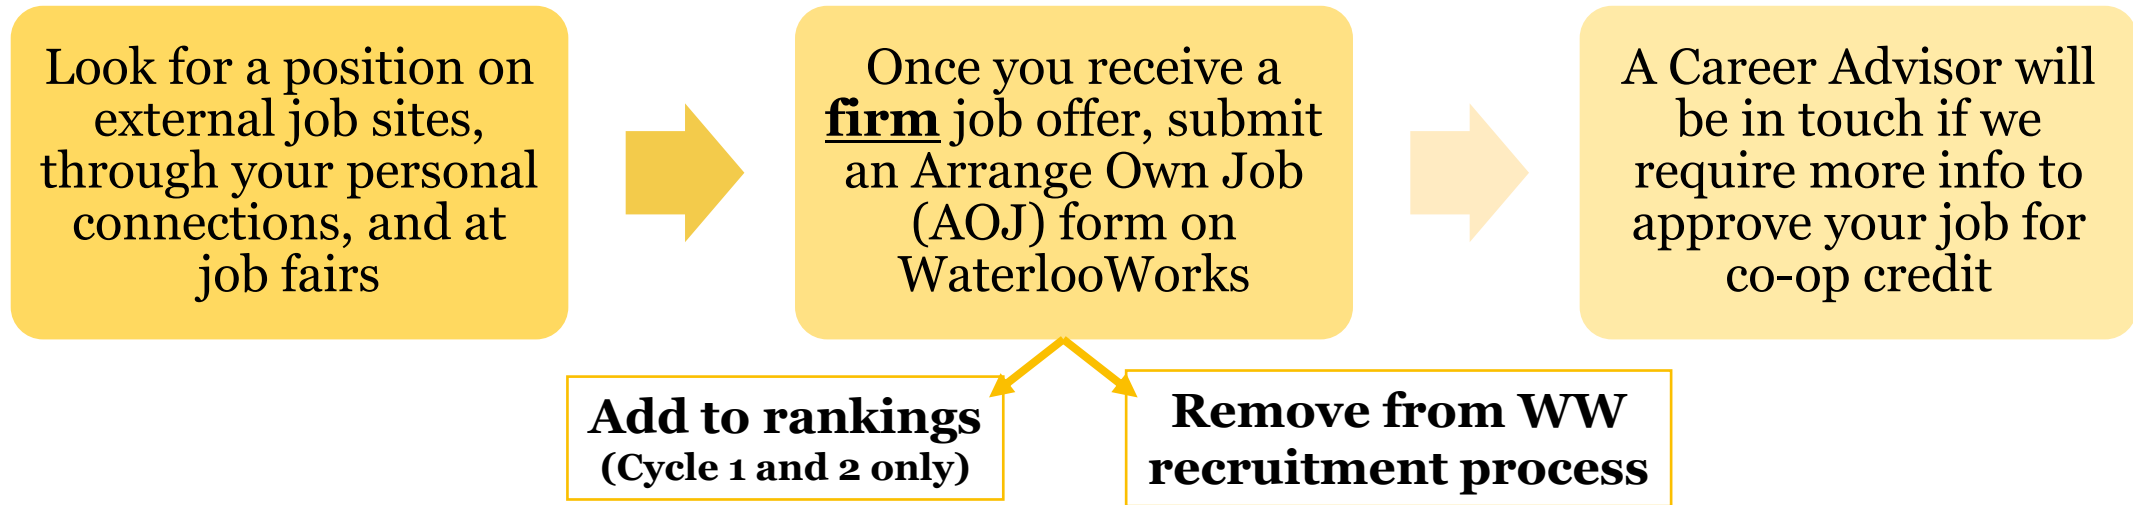 Look for a position on
external job sites,
through your personal
connections, and at
job fairs
Once you receive a
firm job offer, submit
an Arrange Own Job
(AOJ) form on
WaterlooWorks
A Career Advisor will
be in touch if we
require more info to
approve your job for
co-op credit
Add to rankings
(Cycle 1 and 2 only)
Remove from WW
recruitment process